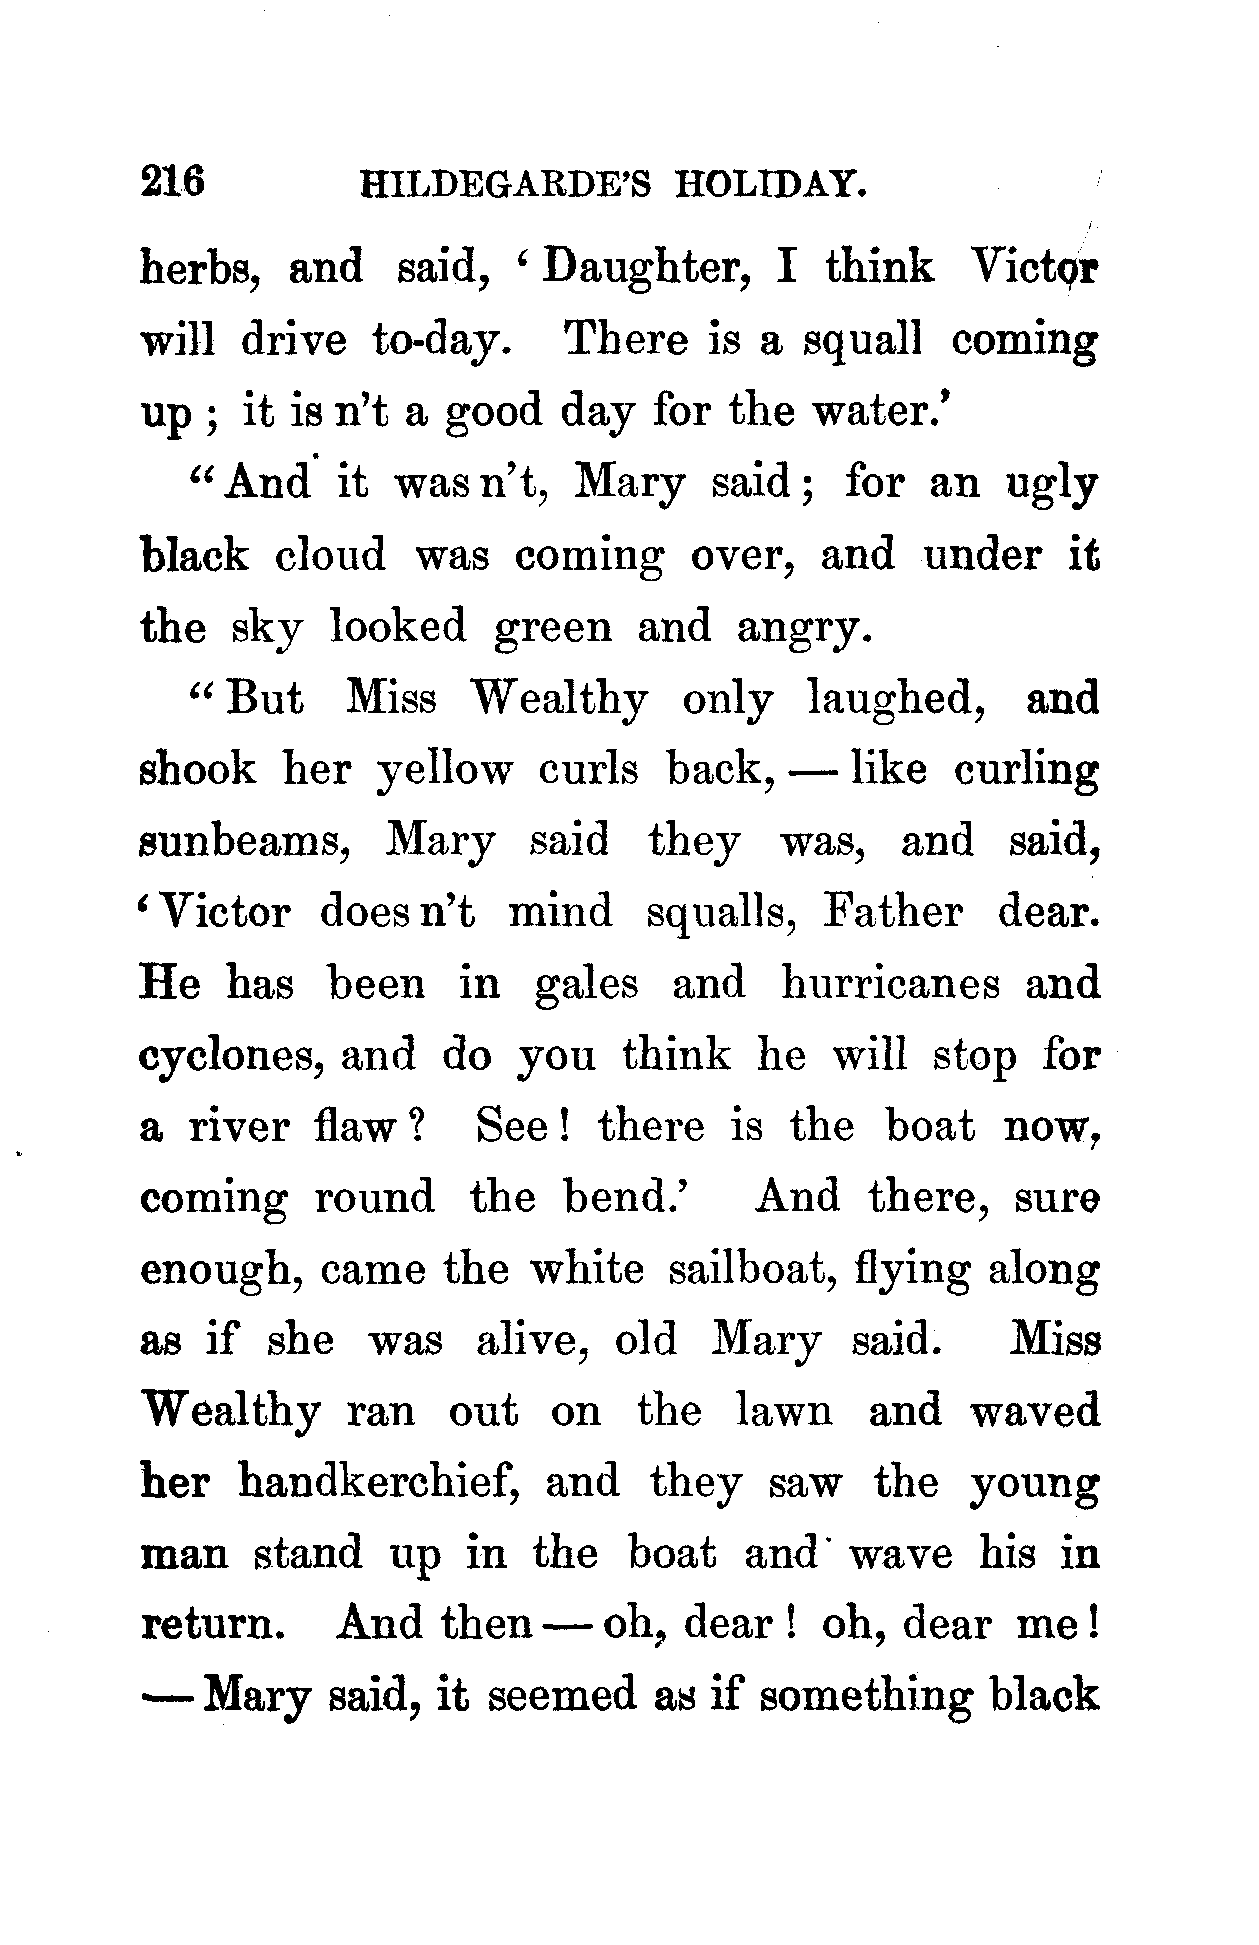 216 HILDEGARDE'S HOLIDAY.
herbs, and said, ‘Daughter, I think Victor
will drive to-day. There is a squall coming
up ; it is n't a good day for the water.’
“And it was n't, Mary said ; for an ugly
black cloud was coming over, and under it
the sky looked green and angry.
“But Miss Wealthy only laughed, and
shook her yellow curls back, — like curling
sunbeams, Mary said they was, and said,
‘Victor does n't mind squalls, Father dear.
He has been in gales and hurricanes and
cyclones, and do you think he will stop for
a river flaw ? See ! there is the boat now,
coming round the bend.’ And there, sure
enough, came the white sailboat, flying along
as if she was alive, old Mary said. Miss
Wealthy ran out on the lawn and waved
her handkerchief, and they saw the young
man stand up in the boat and wave his in
return. And then — oh, dear ! oh, dear me !
— Mary said, it seemed as if something black